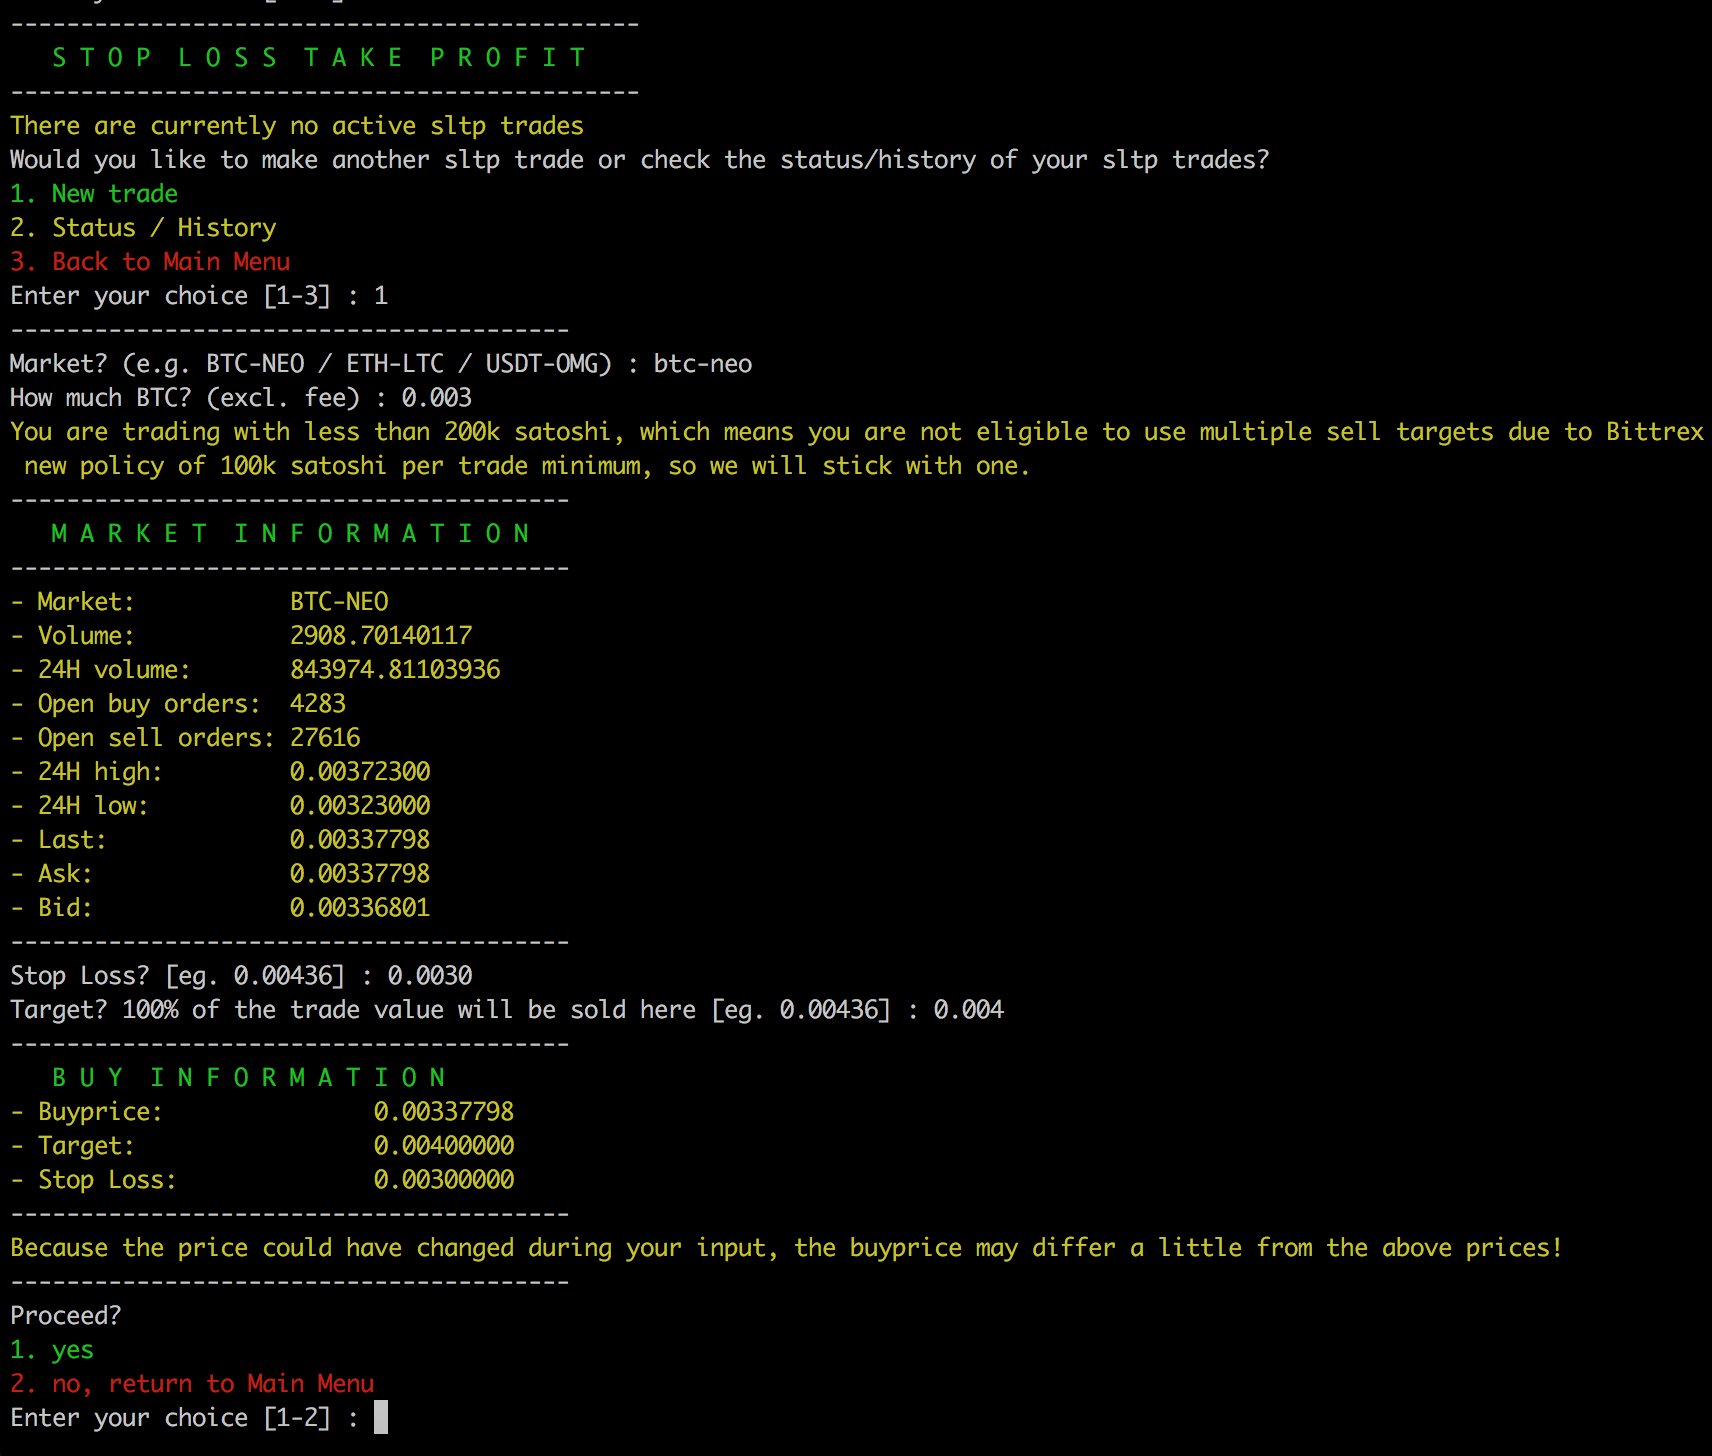 ---------------------------------------------
   S T O P  L O S S  T A K E  P R O F I T
---------------------------------------------
There are currently no active sltp trades
Would you like to make another sltp trade or check the status/history of your sltp trades?
1. New trade
2. Status / History
3. Back to Main Menu
Enter your choice [1-3] : 1
----------------------------------------
Market? (e.g. BTC-NEO / ETH-LTC / USDT-OMG) : btc-neo
How much BTC? (excl. fee) : 0.003
You are trading with less than 200k satoshi, which means you are not eligible to use multiple sell targets due to Bittrex
 new policy of 100k satoshi per trade minimum, so we will stick with one.
----------------------------------------
   M A R K E T  I N F O R M A T I O N
----------------------------------------
- Market:           BTC-NEO
- Volume:           2908.70140117
- 24H volume:       843974.81103936
- Open buy orders:  4283
- Open sell orders: 27616
- 24H high:         0.00372300
- 24H low:          0.00323000
- Last:             0.00337798
- Ask:              0.00337798
- Bid:              0.00336801
----------------------------------------
Stop Loss? [eg. 0.00436] : 0.0030
Target? 100% of the trade value will be sold here [eg. 0.00436] : 0.004
----------------------------------------
   B U Y  I N F O R M A T I O N
- Buyprice:               0.00337798
- Target:                 0.00400000
- Stop Loss:              0.00300000
----------------------------------------
Because the price could have changed during your input, the buyprice may differ a little from the above prices!
----------------------------------------
Proceed?
1. yes
2. no, return to Main Menu
Enter your choice [1-2] :